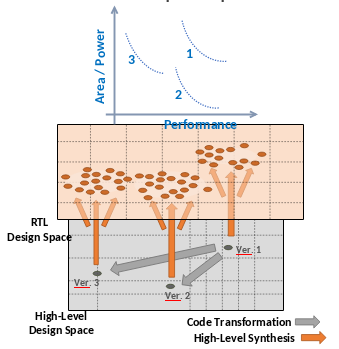 Area / Power
1
3
2
Performance
RTL
Design Space
Ver. 1
Ver. 3
Ver. 2
High-Level
Design Space
Code Transformation
High-Level Synthesis